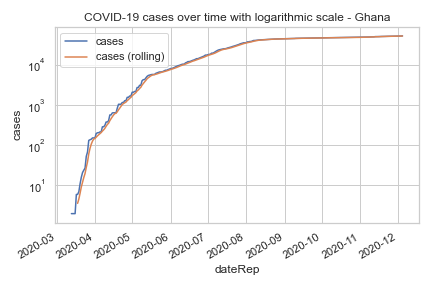 COVID-19 cases over time with logarithmic scale - Ghana
cases
cases (rolling)
10⁴
10³
10²
10¹
cases
2020-03
2020-04
2020-05
2020-06
2020-07
2020-08
2020-09
2020-10
2020-11
2020-12
dateRep